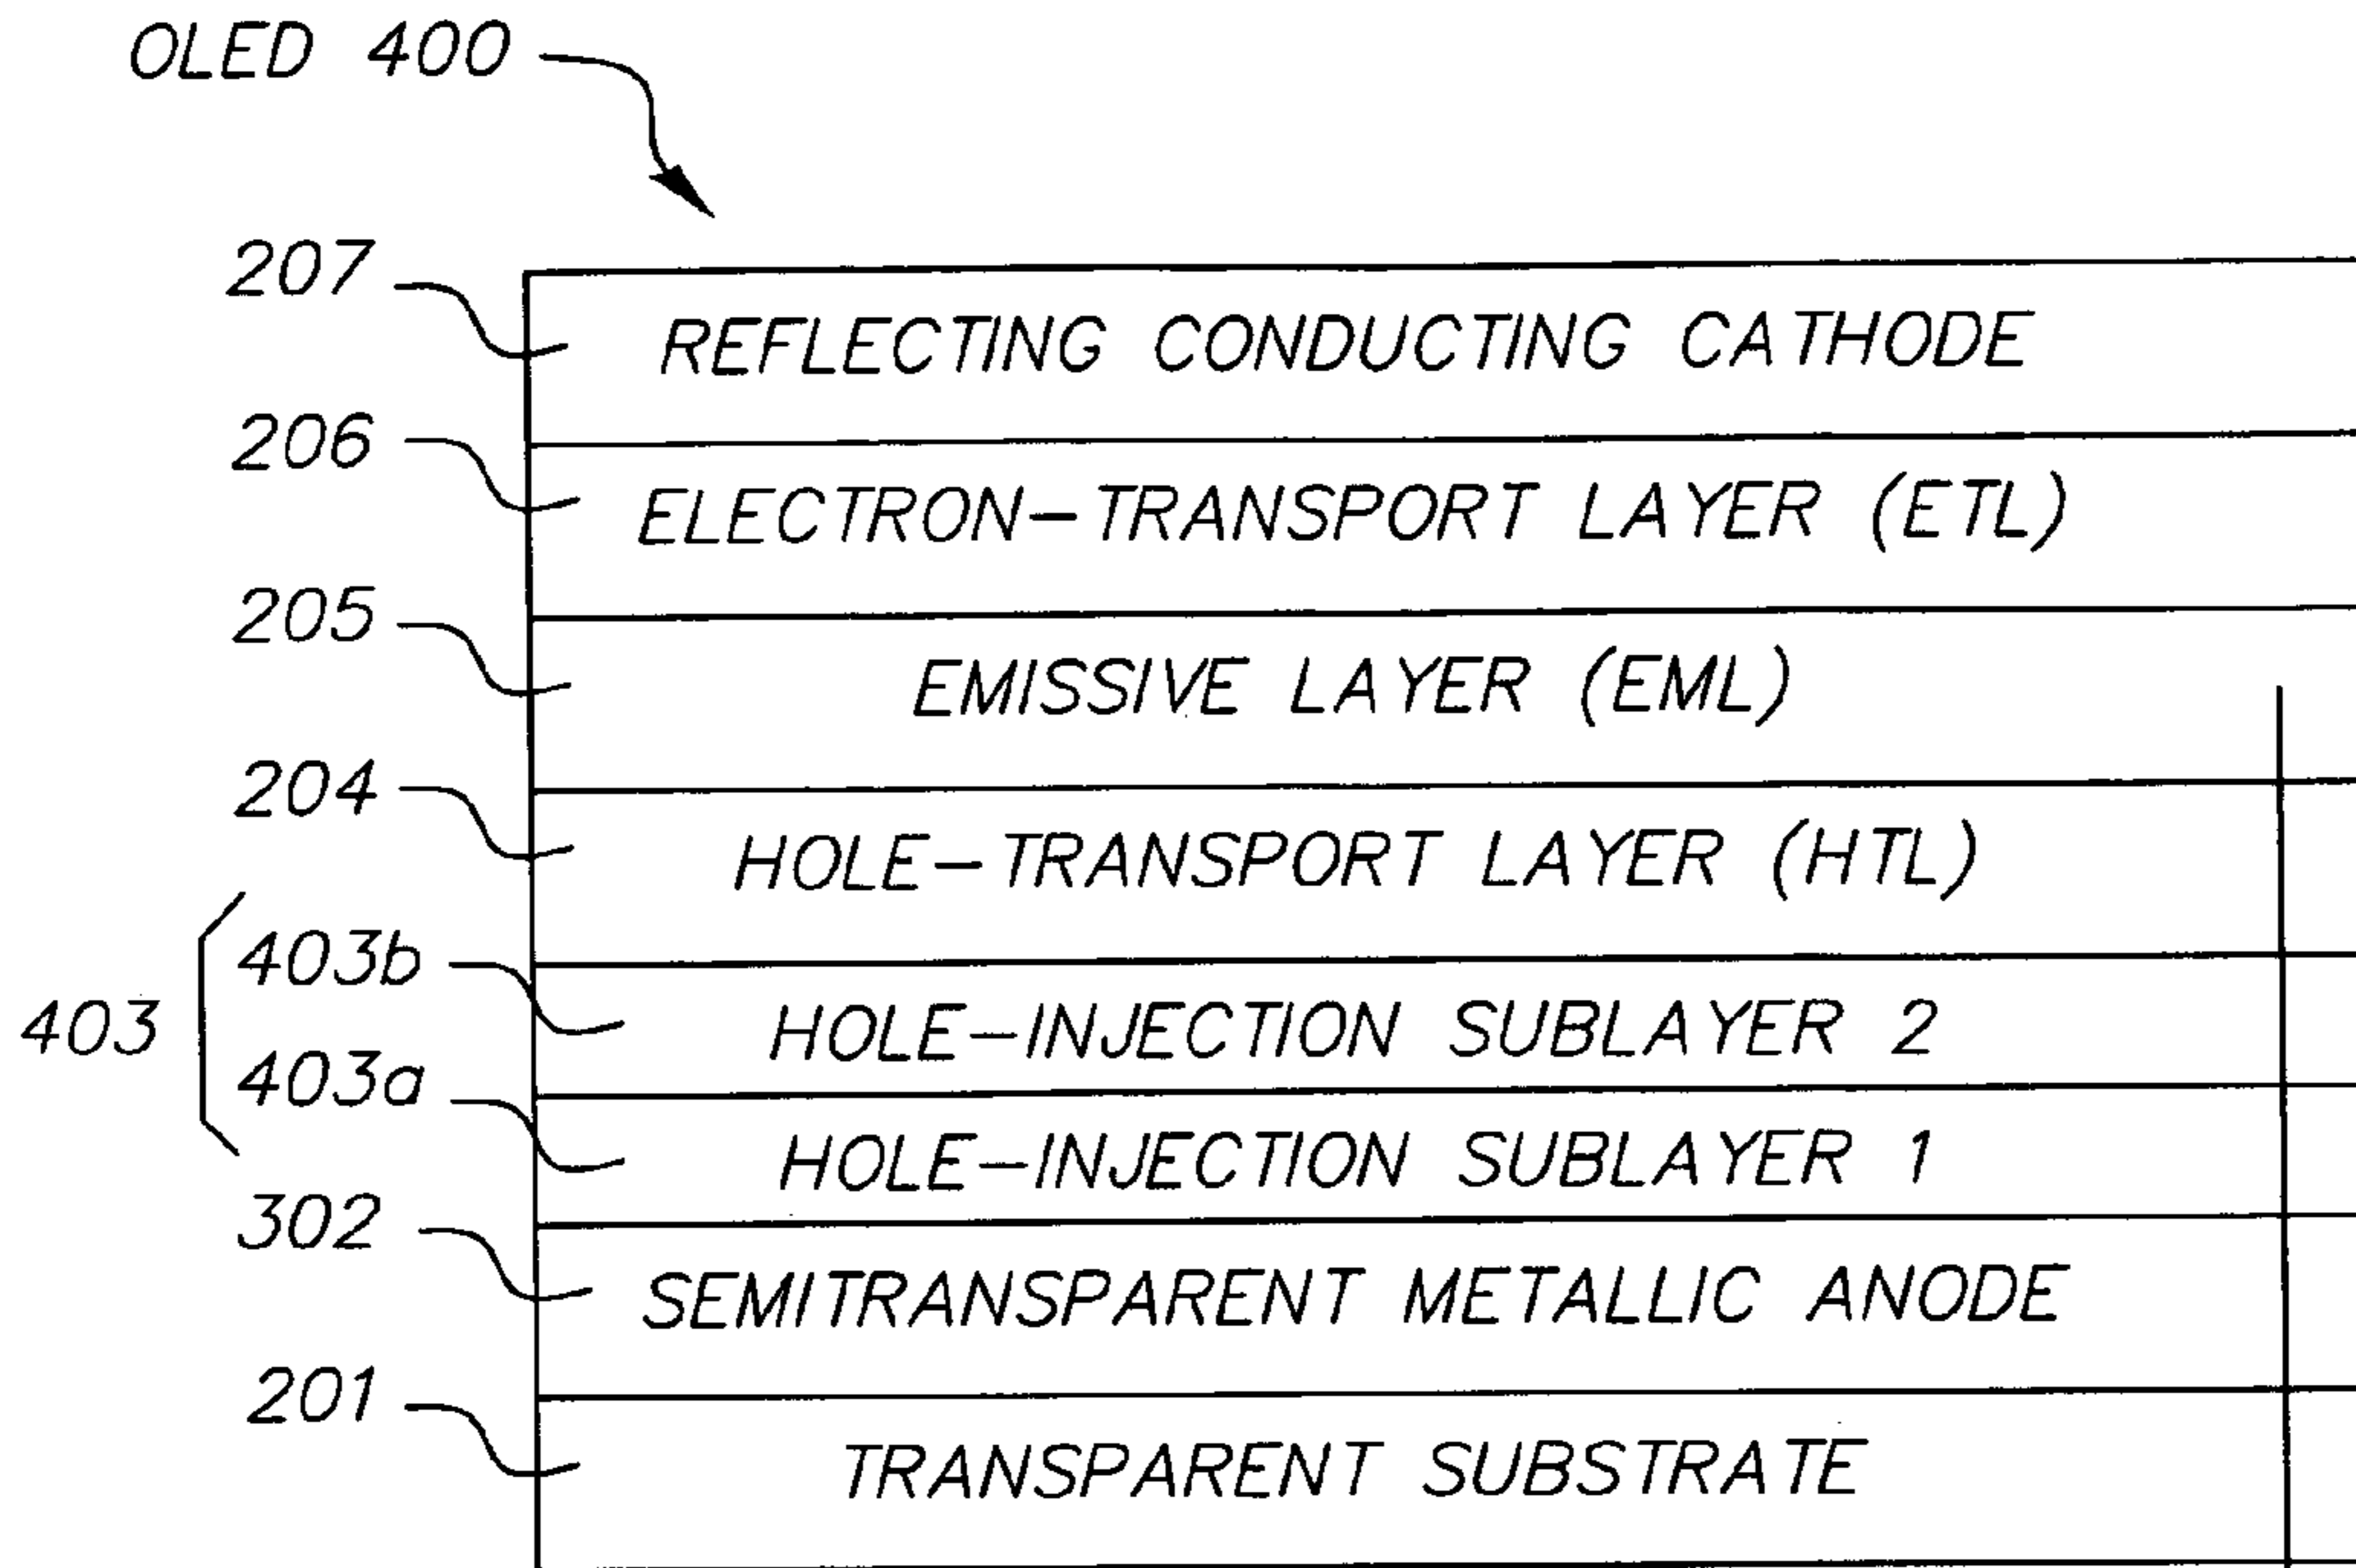 OLED 400
207 REFLECTING CONDUCTING CATHODE
206 ELECTRON-TRANSPORT LAYER (ETL)
205 EMISSIVE LAYER (EML)
204 HOLE-TRANSPORT LAYER (HTL)
403
403b HOLE-INJECTION SUBLAYER 2
403a HOLE-INJECTION SUBLAYER 1
302 SEMITRANSPARENT METALLIC ANODE
201 TRANSPARENT SUBSTRATE